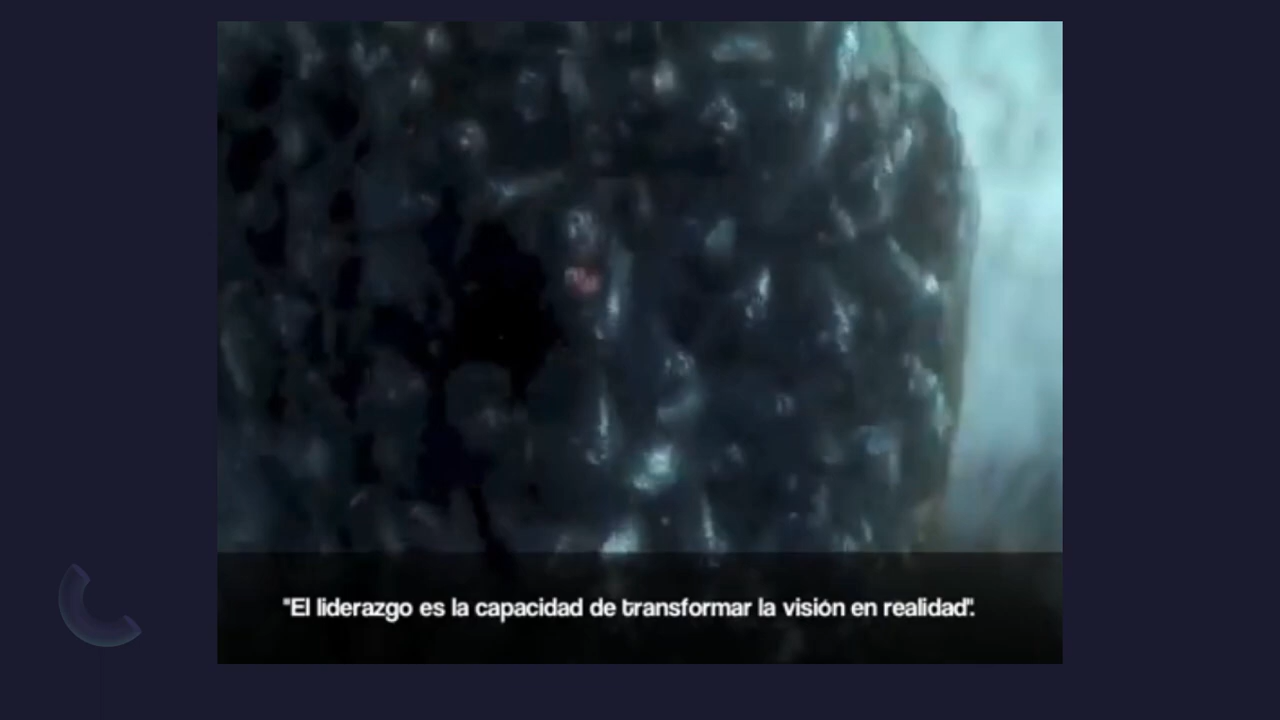 "El liderazgo es la capacidad de transformar la visión en realidad".